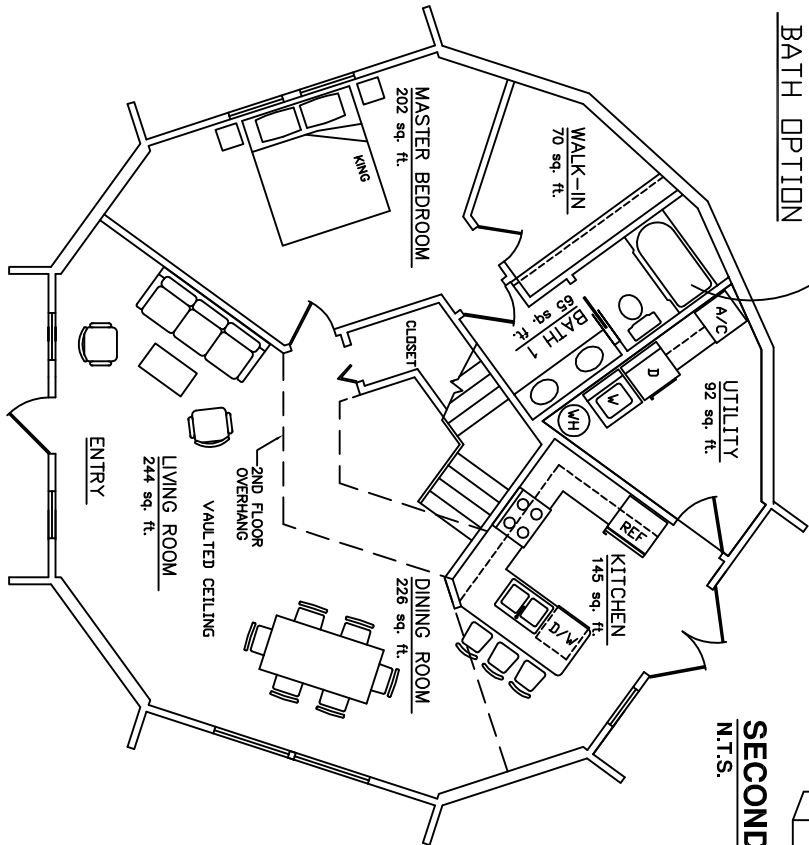 BATH OPTION
WALK-IN
70 sq. ft.
MASTER BEDROOM
202 sq. ft.
KING
BATH 1
65 sq. ft.
A/C
UTILITY
92 sq. ft.
D
W
WH
CLOSET
REF
KITCHEN
145 sq. ft.
D/W
2ND FLOOR
OVERHANG
DINING ROOM
226 sq. ft.
VAULTED CEILING
LIVING ROOM
244 sq. ft.
ENTRY
SECOND
N.T.S.